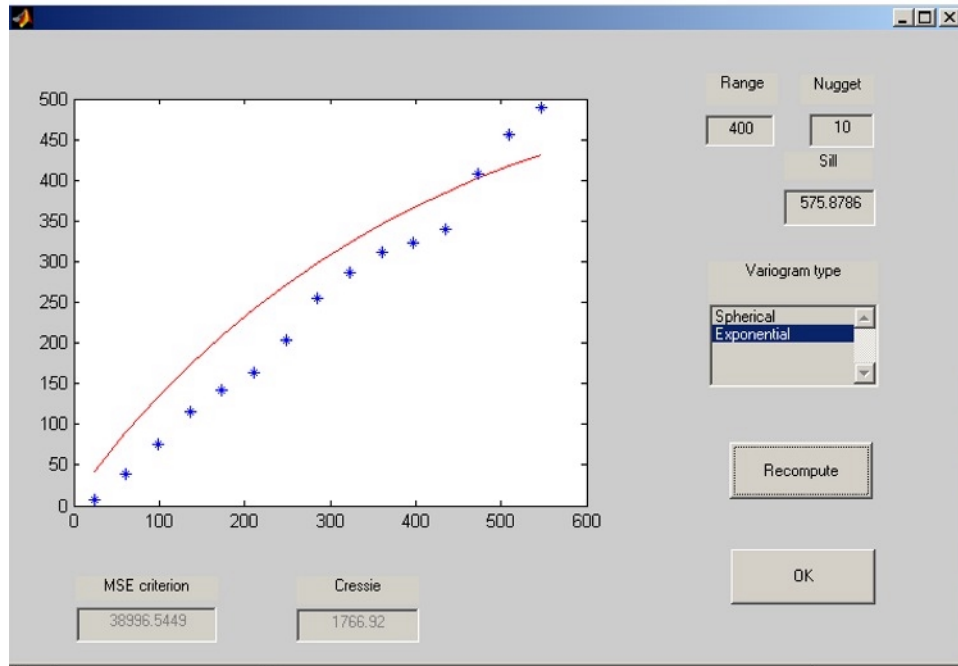 Range Nugget
400 10
Sill
575.8786
Variogram type
Spherical
Exponential
Recompute
OK
500
450
400
350
300
250
200
150
100
50
0
0 100 200 300 400 500 600
MSE criterion Cressie
38996.5449 1766.92